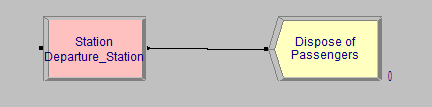 Station
Departure_Station
Dispose of
Passengers
0